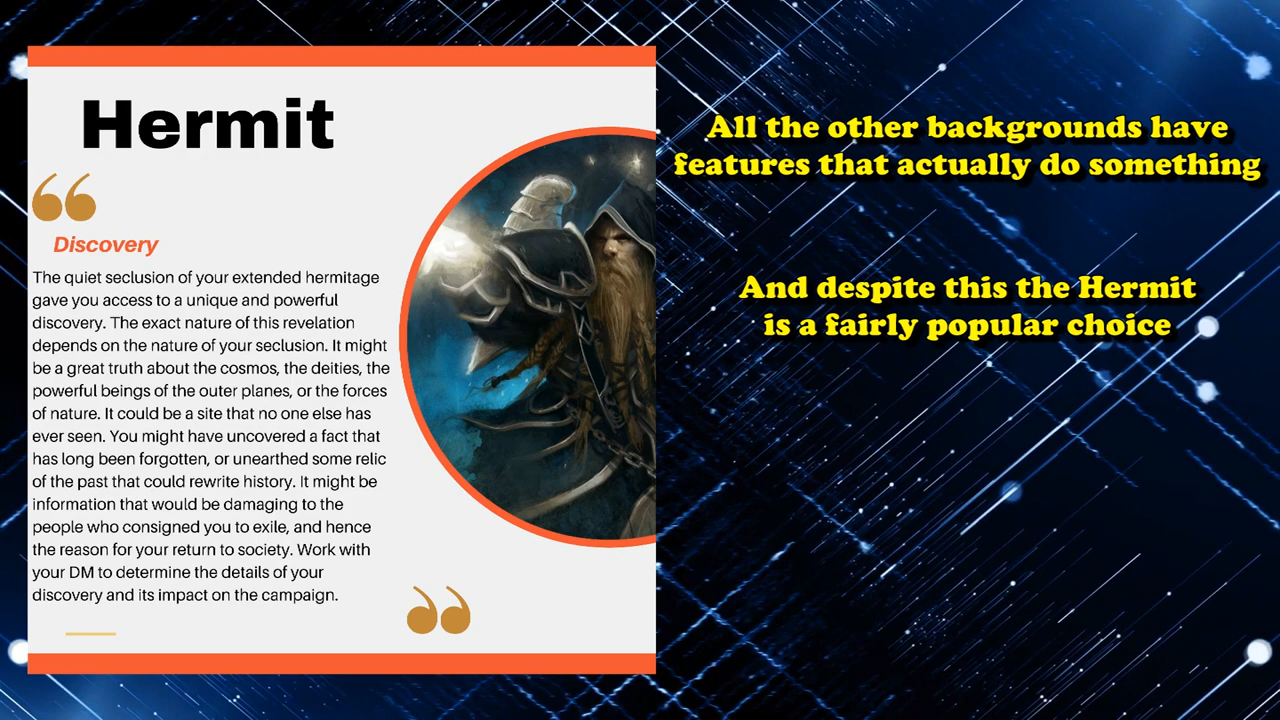 Hermit
Discovery
The quiet seclusion of your extended hermitage
gave you access to a unique and powerful
discovery. The exact nature of this revelation
depends on the nature of your seclusion. It might
be a great truth about the cosmos, the deities, the
powerful beings of the outer planes, or the forces
of nature. It could be a site that no one else has
ever seen. You might have uncovered a fact that
has long been forgotten, or unearthed some relic
of the past that could rewrite history. It might be
information that would be damaging to the
people who consigned you to exile, and hence
the reason for your return to society. Work with
your DM to determine the details of your
discovery and its impact on the campaign.
All the other backgrounds have
features that actually do something
And despite this the Hermit
is a fairly popular choice